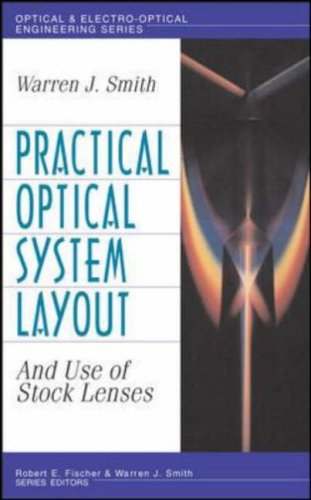 OPTICAL & ELECTRO-OPTICAL
ENGINEERING SERIES
Warren J. Smith
PRACTICAL
OPTICAL
SYSTEM
LAYOUT
And Use of
Stock Lenses
Robert E. Fischer & Warren J. Smith
SERIES EDITORS